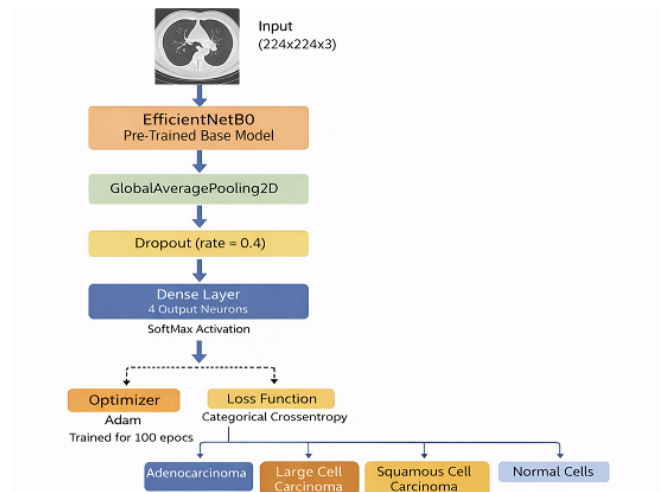 Input
(224x224x3)
EfficientNetB0
Pre-Trained Base Model
GlobalAveragePooling2D
Dropout (rate = 0.4)
Dense Layer
4 Output Neurons
SoftMax Activation
Optimizer
Adam
Trained for 100 epocs
Loss Function
Categorical Crossentropy
Adenocarcinoma
Large Cell
Carcinoma
Squamous Cell
Carcinoma
Normal Cells